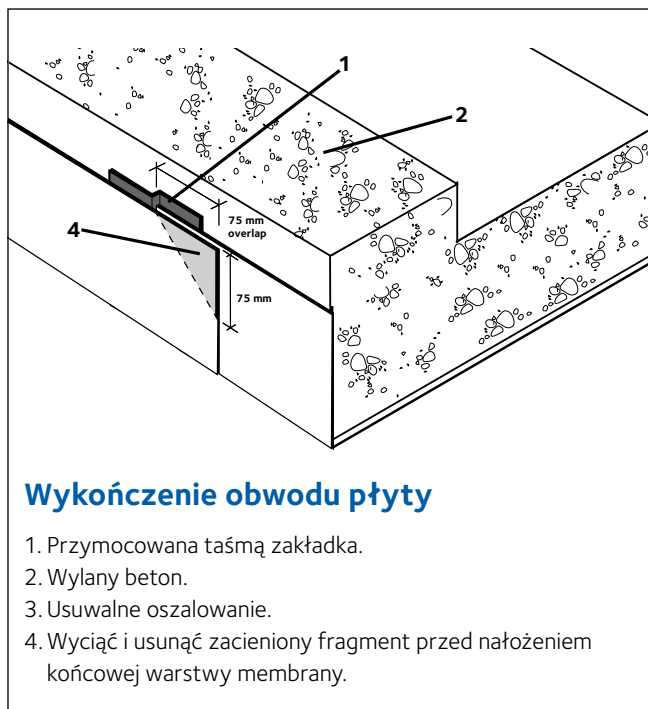 1
2
75 mm
overlap
4
75 mm
Wykończenie obwodu płyty
1. Przymocowana taśmą zakładka.
2. Wylany beton.
3. Usuwalne oszalowanie.
4. Wyciąć i usunąć zacieniony fragment przed nałożeniem
końcowej warstwy membrany.